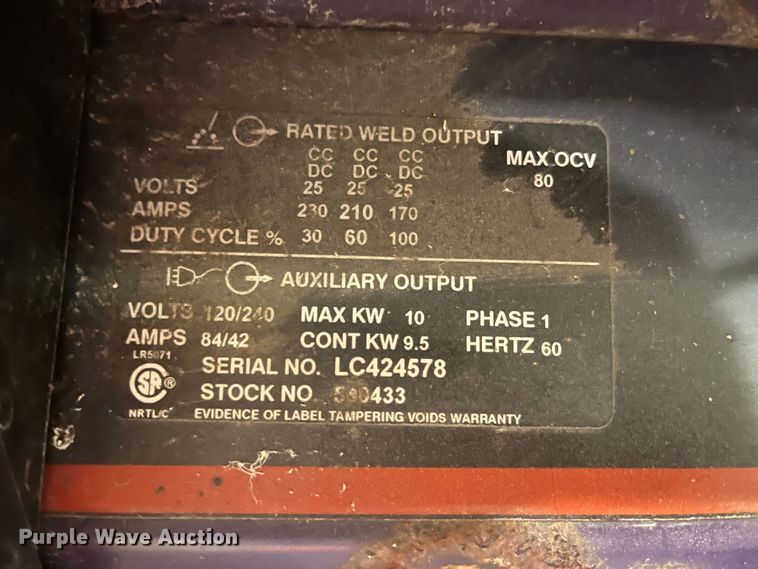 RATED WELD OUTPUT
CC CC CC MAX OCV
DC DC DC
VOLTS 25 25 25 80
AMPS 230 210 170
DUTY CYCLE % 30 60 100
AUXILIARY OUTPUT
VOLTS 120/240 MAX KW 10 PHASE 1
AMPS 84/42 CONT KW 9.5 HERTZ 60
LR5071
SERIAL NO. LC424578
STOCK NO 433
NRTL/C EVIDENCE OF LABEL TAMPERING VOIDS WARRANTY
Purple Wave Auction